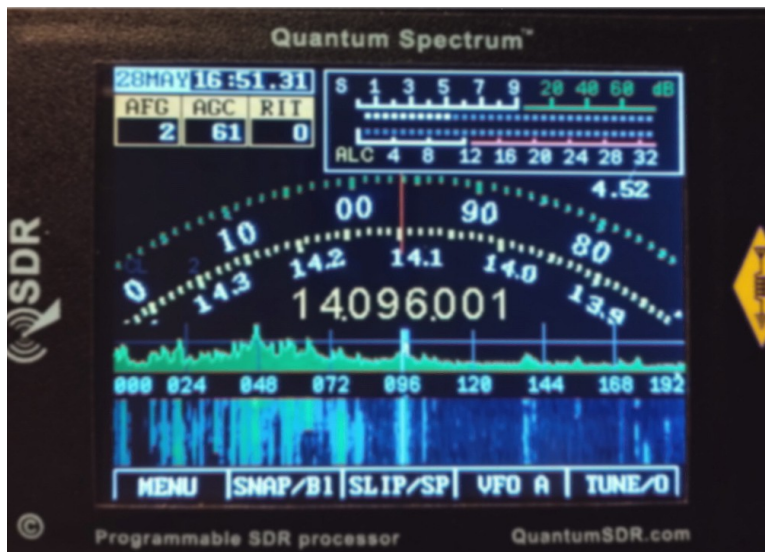 Quantum Spectrum™
28MAY 16:51.31
AFG AGC RIT
2 61 0
S 1 3 5 7 9 20 40 60 dB
ALC 4 8 12 16 20 24 28 32
4.52
10 00 90 80
0 14.3 14.2 14.1 14.0 13.9
14.096.001
000 024 048 072 096 120 144 168 192
MENU SNAP/B1 SLIP/SP VFO A TUNE/O
SDR
©
Programmable SDR processor
QuantumSDR.com